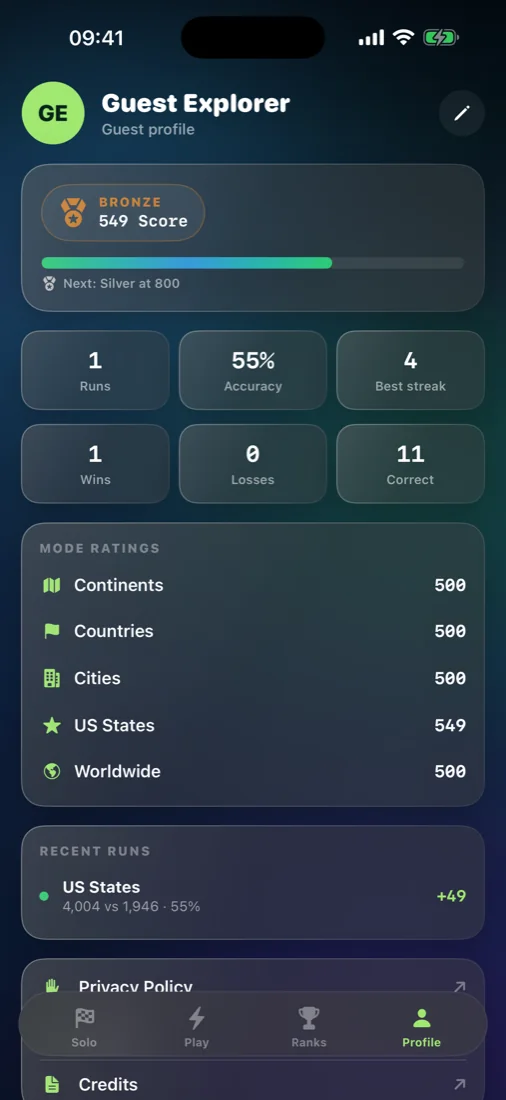 09:41
GE
Guest Explorer
Guest profile
BRONZE
549 Score
Next: Silver at 800
1
Runs
55%
Accuracy
4
Best streak
1
Wins
0
Losses
11
Correct
MODE RATINGS
Continents 500
Countries 500
Cities 500
US States 549
Worldwide 500
RECENT RUNS
US States
4,004 vs 1,946 · 55%
+49
Privacy Policy
Solo
Play
Ranks
Profile
Credits